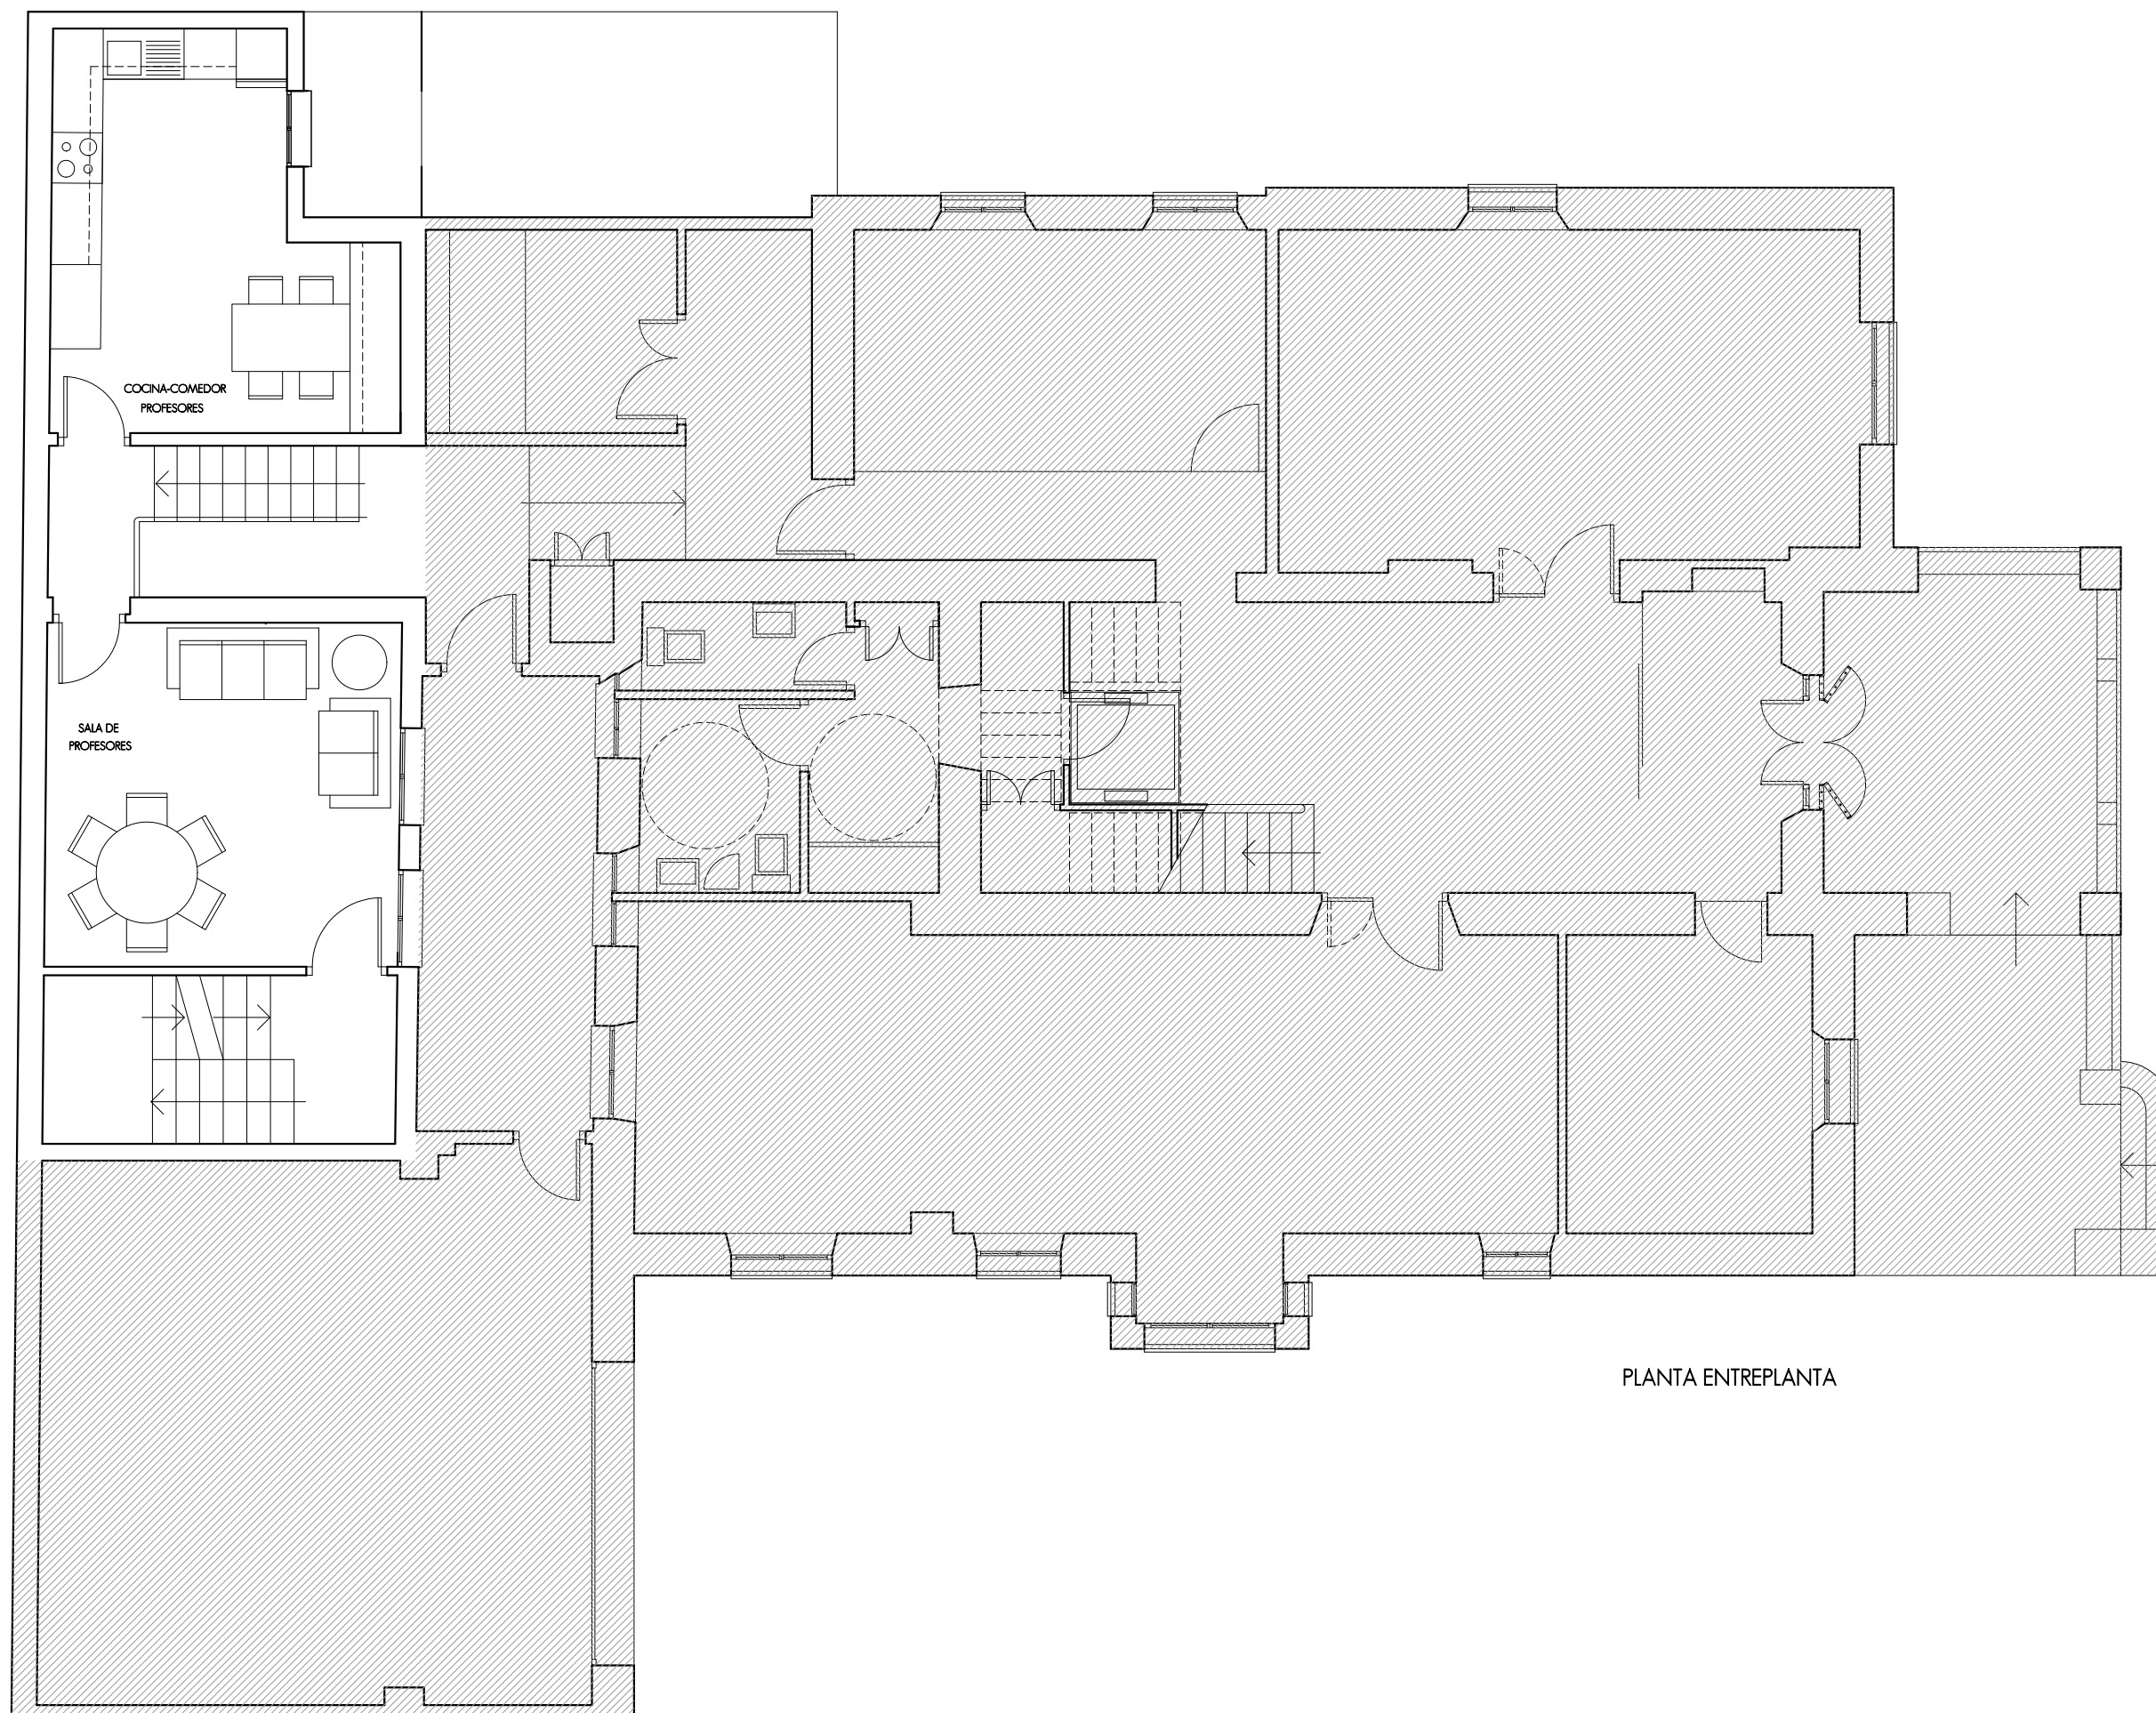 COCINA-COMEDOR
PROFESORES
SALA DE
PROFESORES
PLANTA ENTREPLANTA